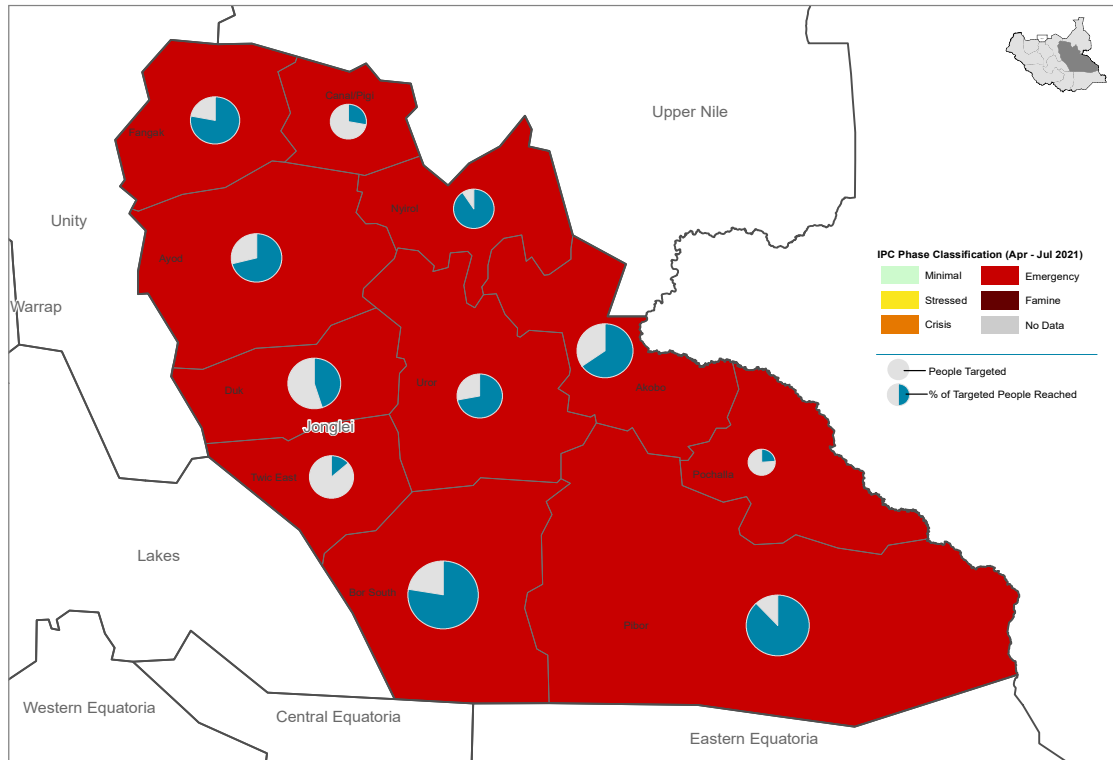 Upper Nile
Canal/Pigi
Fangak
Nyirol
Unity
Ayod
IPC Phase Classification (Apr - Jul 2021)
Minimal
Emergency
Warrap
Stressed
Famine
Crisis
No Data
People Targeted
% of Targeted People Reached
Duk
Uror
Akobo
Jonglei
Twic East
Pochalla
Lakes
Bor South
Pibor
Western Equatoria
Central Equatoria
Eastern Equatoria